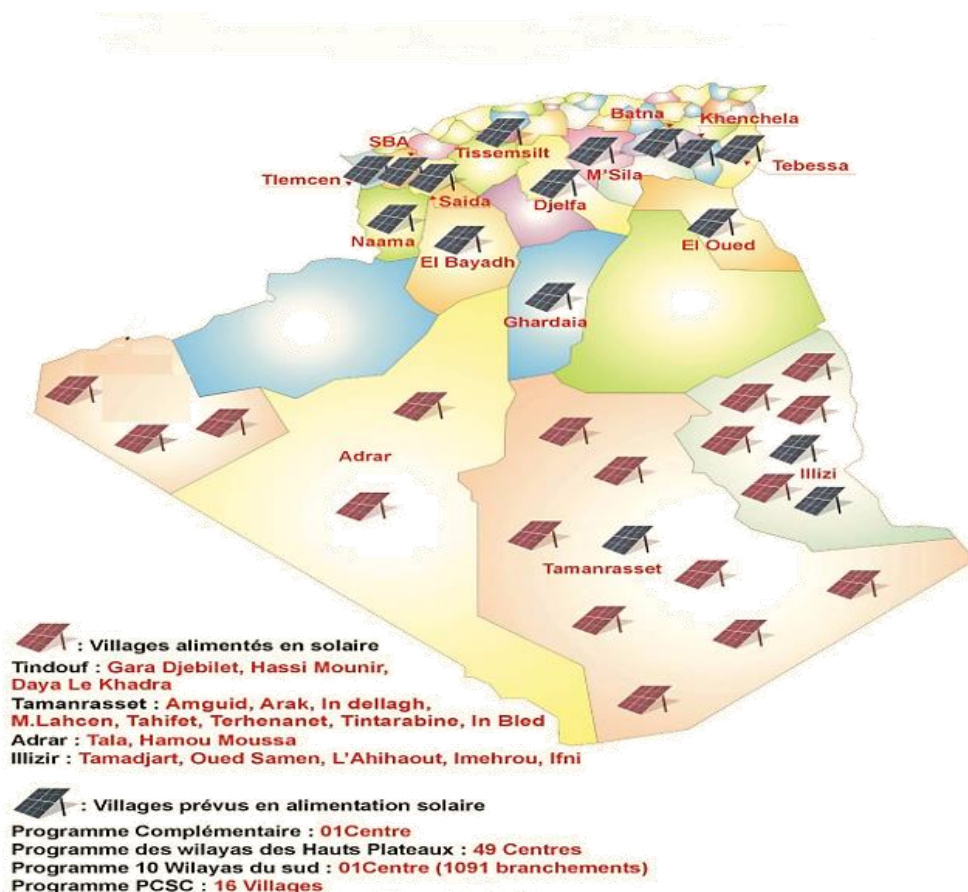 Batna
Khenchela
SBA
Tissemsilt
Tlemcen
M'Sila
Tebessa
Saida
Djelfa
Naama
El Oued
El Bayadh
Ghardaia
Adrar
Illizi
Tamanrasset
: Villages alimentés en solaire
Tindouf : Gara Djebilet, Hassi Mounir,
Daya Le Khadra
Tamanrasset : Amguid, Arak, In dellagh,
M.Lahcen, Tahifet, Terhenanet, Tintarabine, In Bled
Adrar : Tala, Hamou Moussa
Illizir : Tamadjart, Oued Samen, L'Ahihaout, Imehrou, Ifni
: Villages prévus en alimentation solaire
Programme Complémentaire : 01Centre
Programme des wilayas des Hauts Plateaux : 49 Centres
Programme 10 Wilayas du sud : 01Centre (1091 branchements)
Programme PCSC : 16 Villages